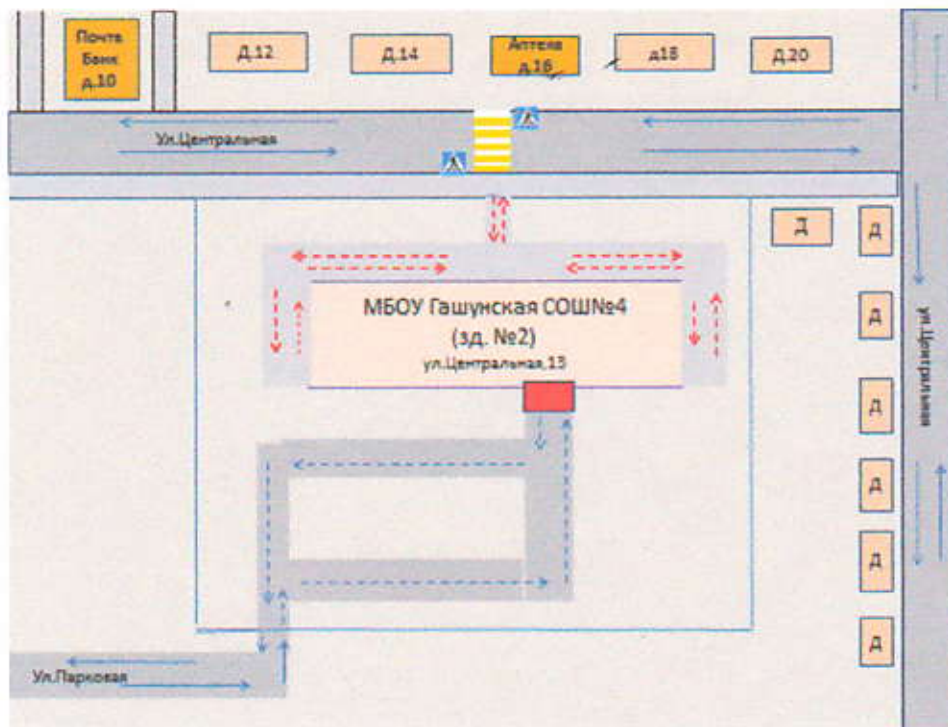 Почта
Банк
д.10
Д.12
Д.14
Аптека
д.16
д18
Д.20
Ул.Центральная
Д
Д
МБОУ Гашунская СОШ№4
(зд. №2)
ул.Центральная,13
Д
Д
Д
Д
Д
ул.Центральная
Ул.Парковая